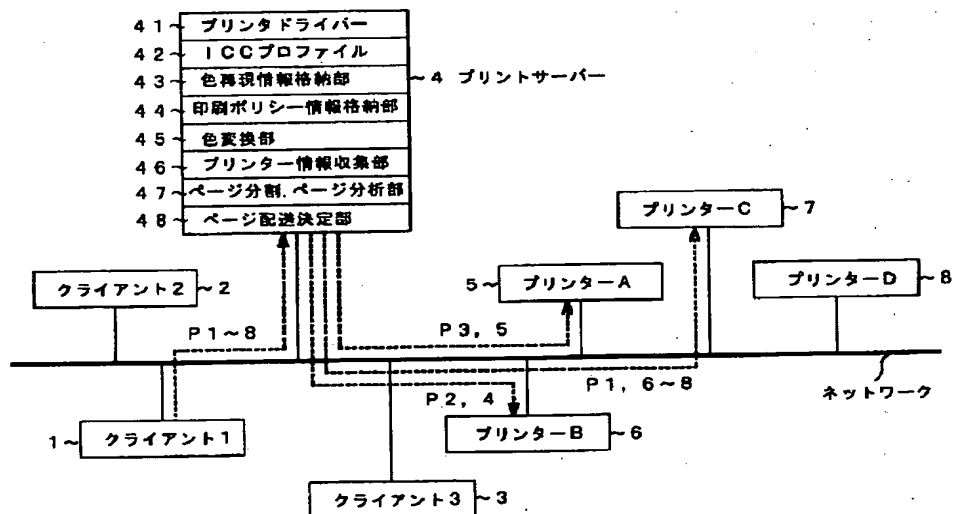 41~ プリンタドライバー
42~ ICCプロファイル
43~ 色再現情報格納部
~4 プリントサーバー
44~ 印刷ポリシー情報格納部
45~ 色変換部
46~ プリンター情報収集部
47~ ページ分割,ページ分析部
48~ ページ配送決定部
プリンターC ~7
クライアント2 ~2
5~ プリンターA
プリンターD ~8
P1~8
P3,5
P1,6~8
P2,4
ネットワーク
1~ クライアント1
プリンターB ~6
クライアント3 ~3